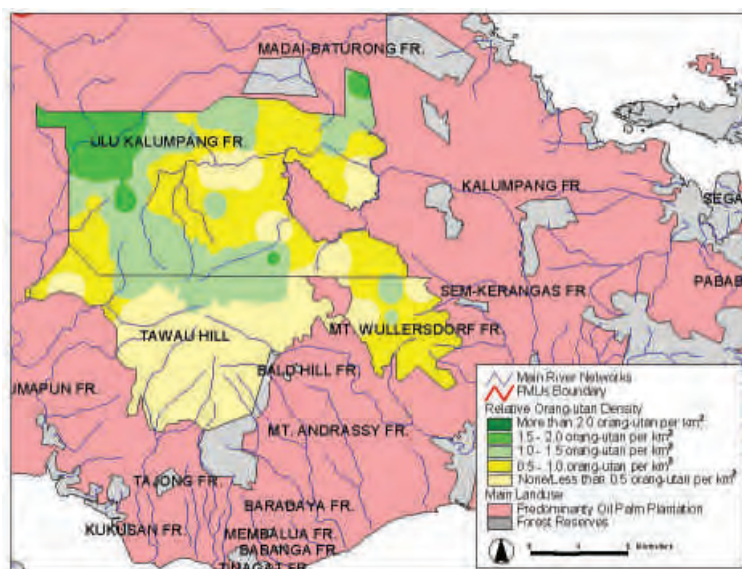 MADAI-BATURONG FR.
ULU KALUMPANG FR.
KALUMPANG FR.
SEGA
SEM-KERANGAS FR.
PABAB
TAWAU HILL
MT. WULLERSDORF FR.
BALD HILL FR.
UMAPUN FR.
MT. ANDRASSY FR.
TAJONG FR.
BARADAYA FR.
KUKUSAN FR.
MEMBALUA FR.
BABANGA FR.
TINAGAT FR.
Main River Networks
FMUs Boundary
Relative Orang-utan Density
More than 2.0 orang-utan per km²
1.5 - 2.0 orang-utan per km²
1.0 - 1.5 orang-utan per km²
0.5 - 1.0 orang-utan per km²
None/Less than 0.5 orang-utan per km²
Main Landuse
Predominantly Oil Palm Plantation
Forest Reserves